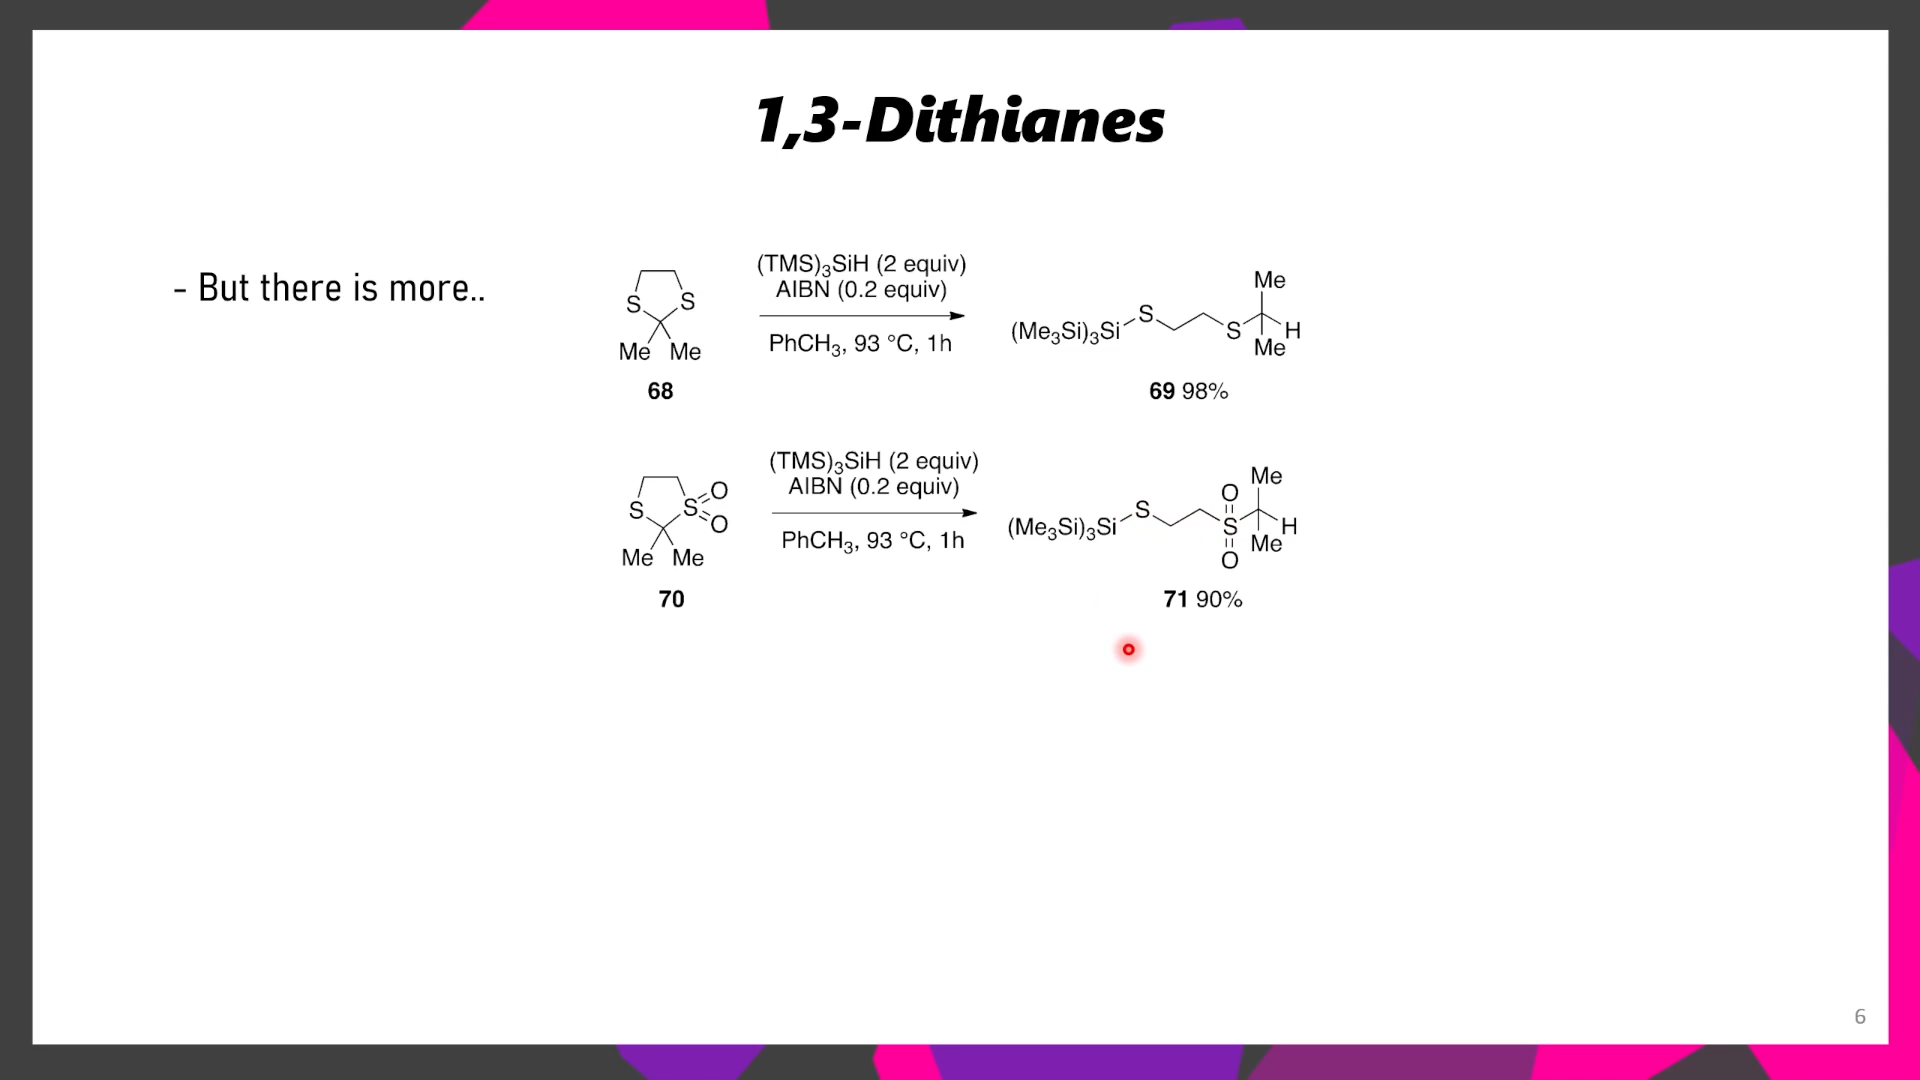 1,3-Dithianes
- But there is more..
(TMS)₃SiH (2 equiv)
AIBN (0.2 equiv)
PhCH₃, 93 °C, 1h
S S
Me Me
68
(Me₃Si)₃Si S S Me H Me
69 98%
(TMS)₃SiH (2 equiv)
AIBN (0.2 equiv)
PhCH₃, 93 °C, 1h
S S O O
Me Me
70
(Me₃Si)₃Si S O S O Me H Me
71 90%
6